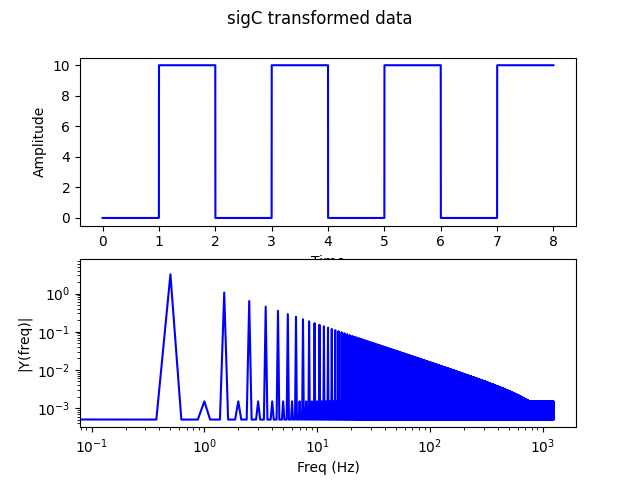 sigC transformed data
10
8
6
4
2
0
Amplitude
0 1 2 3 4 5 6 7 8
10⁰
10⁻¹
10⁻²
10⁻³
|Y(freq)|
10⁻¹ 10⁰ 10¹ 10² 10³
Freq (Hz)